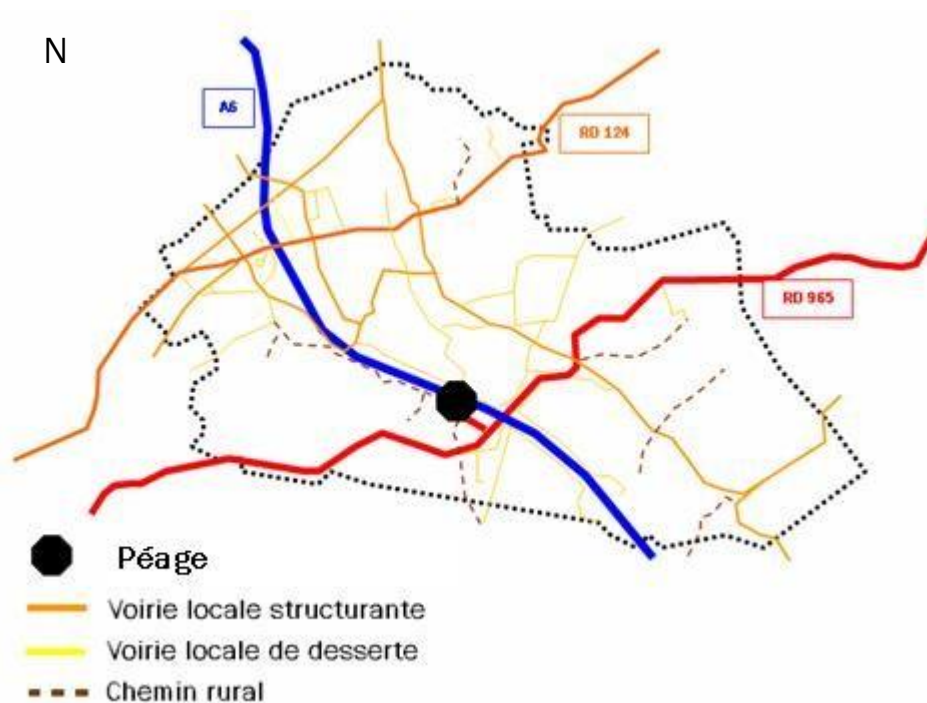 N
A6
RD 124
RD 965
Péage
Voirie locale structurante
Voirie locale de desserte
Chemin rural